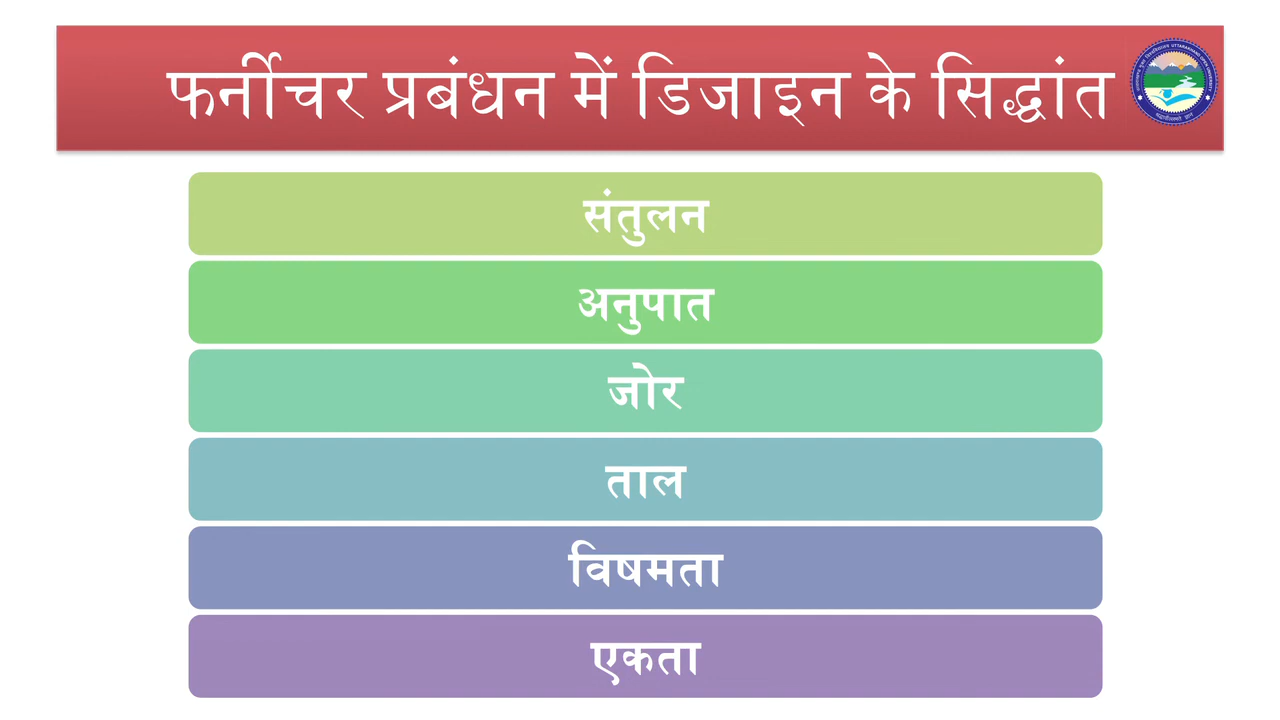 फर्नीचर प्रबंधन में डिजाइन के सिद्धांत
संतुलन
अनुपात
जोर
ताल
विषमता
एकता